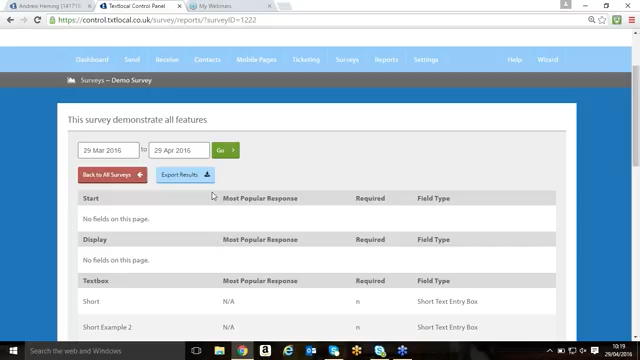 Andreis Heming (141719
Textlocal Control Panel
My Webinars
https://control.txtlocal.co.uk/survey/reports/?surveyID=1222
Dashboard Send Receive Contacts Mobile Pages Ticketing Surveys Reports Settings Help Wizard
Surveys – Demo Survey
This survey demonstrate all features
29 Mar 2016 to 29 Apr 2016 Go
Back to All Surveys Export Results
Start Most Popular Response Required Field Type
No fields on this page.
Display Most Popular Response Required Field Type
No fields on this page.
Textbox Most Popular Response Required Field Type
Short N/A n Short Text Entry Box
Short Example 2 N/A n Short Text Entry Box
Search the web and Windows
10:19
29/04/2016